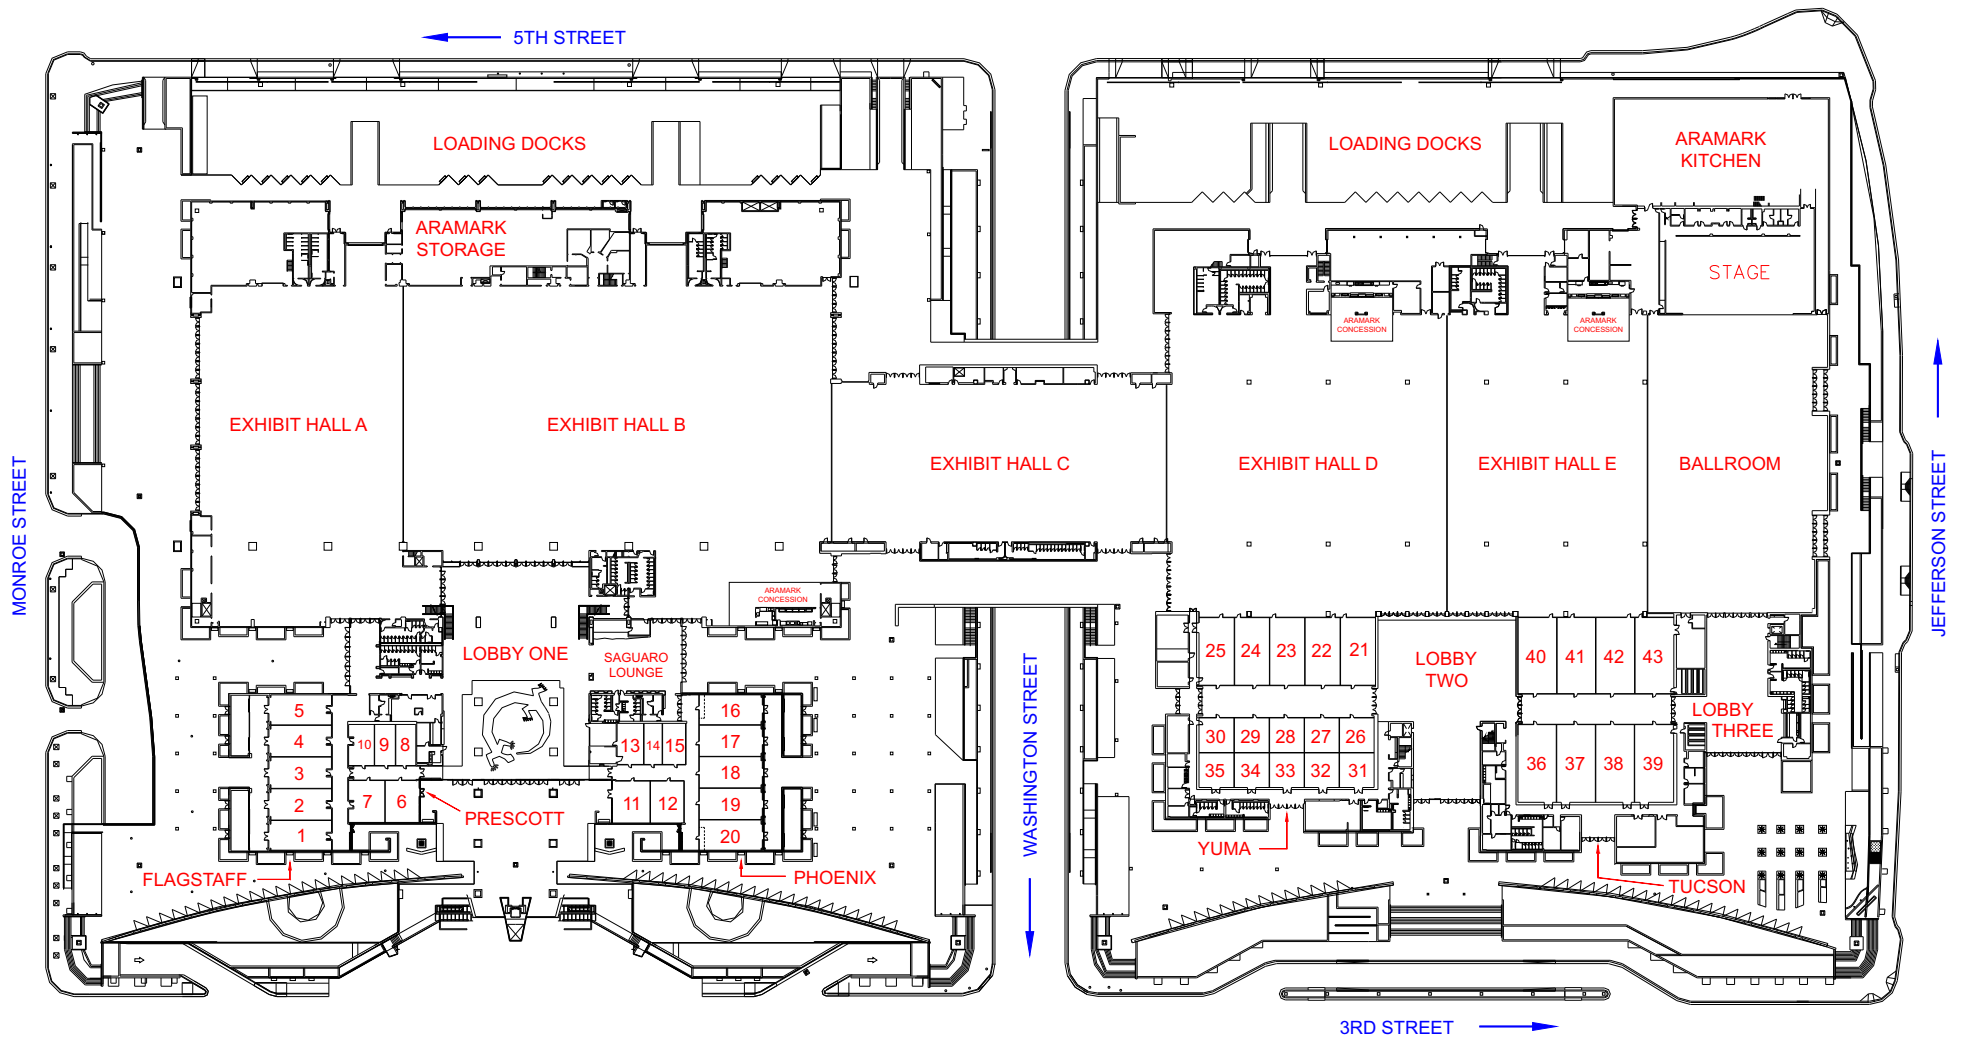 5TH STREET
LOADING DOCKS
LOADING DOCKS
ARAMARK
KITCHEN
ARAMARK
STORAGE
STAGE
ARAMARK
CONCESSION
ARAMARK
CONCESSION
EXHIBIT HALL A
EXHIBIT HALL B
EXHIBIT HALL C
EXHIBIT HALL D
EXHIBIT HALL E
BALLROOM
MONROE STREET
JEFFERSON STREET
WASHINGTON STREET
ARAMARK
CONCESSION
LOBBY ONE
SAGUARO
LOUNGE
25 24 23 22 21
LOBBY
TWO
40 41 42 43
LOBBY
THREE
5
4
3
2
1
10 9 8
7 6
PRESCOTT
13 14 15
11 12
16
17
18
19
20
30 29 28 27 26
35 34 33 32 31
36 37 38 39
FLAGSTAFF
PHOENIX
YUMA
TUCSON
3RD STREET